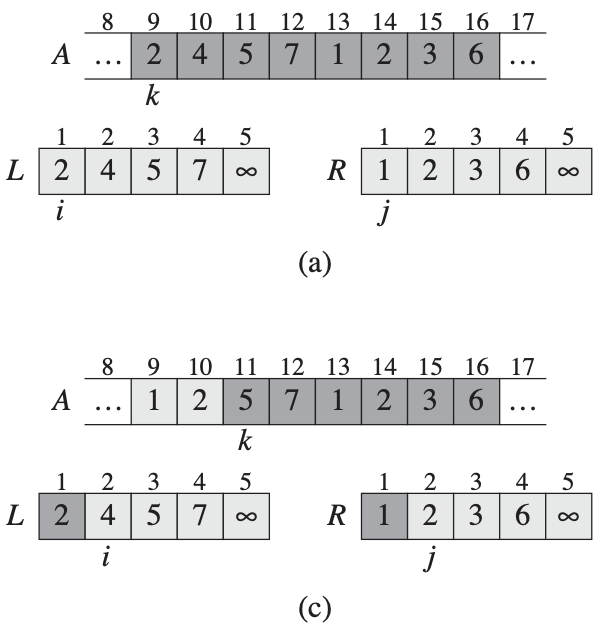 8 9 10 11 12 13 14 15 16 17
A … 2 4 5 7 1 2 3 6 …
k
1 2 3 4 5 1 2 3 4 5
L 2 4 5 7 ∞ R 1 2 3 6 ∞
i j
(a)
8 9 10 11 12 13 14 15 16 17
A … 1 2 5 7 1 2 3 6 …
k
1 2 3 4 5 1 2 3 4 5
L 2 4 5 7 ∞ R 1 2 3 6 ∞
i j
(c)